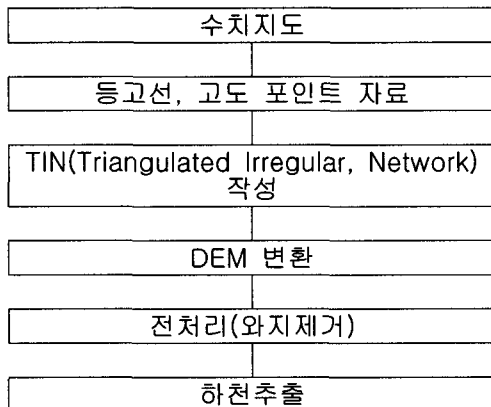 수치지도
등고선, 고도 포인트 자료
TIN(Triangulated Irregular, Network)
작성
DEM 변환
전처리(와지제거)
하천추출